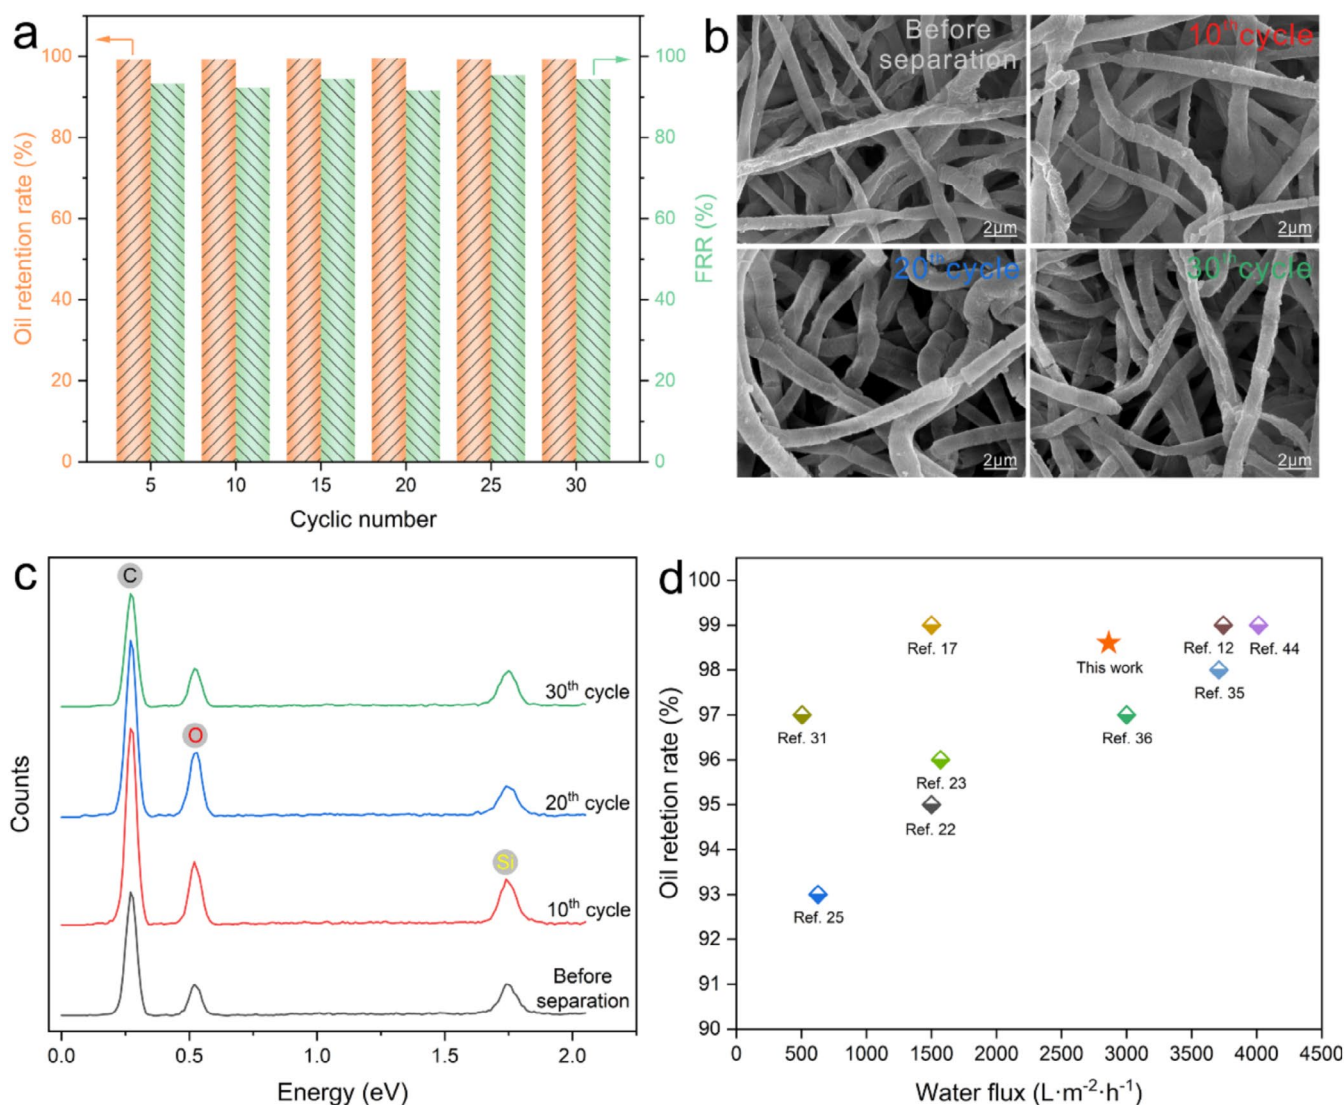 a
Oil retention rate (%)
100
80
60
40
20
0
100
80
60
40
20
0
FRR (%)
5 10 15 20 25 30
Cyclic number
b
Before
separation
2μm
10th cycle
2μm
20th cycle
2μm
30th cycle
2μm
c
Counts
C
O
Si
30th cycle
20th cycle
10th cycle
Before
separation
0.0 0.5 1.0 1.5 2.0
Energy (eV)
d
Oil retetion rate (%)
100
99
98
97
96
95
94
93
92
91
90
Ref. 17
This work
Ref. 12
Ref. 44
Ref. 35
Ref. 31
Ref. 36
Ref. 23
Ref. 22
Ref. 25
0 500 1000 1500 2000 2500 3000 3500 4000 4500
Water flux (L·m⁻²·h⁻¹)